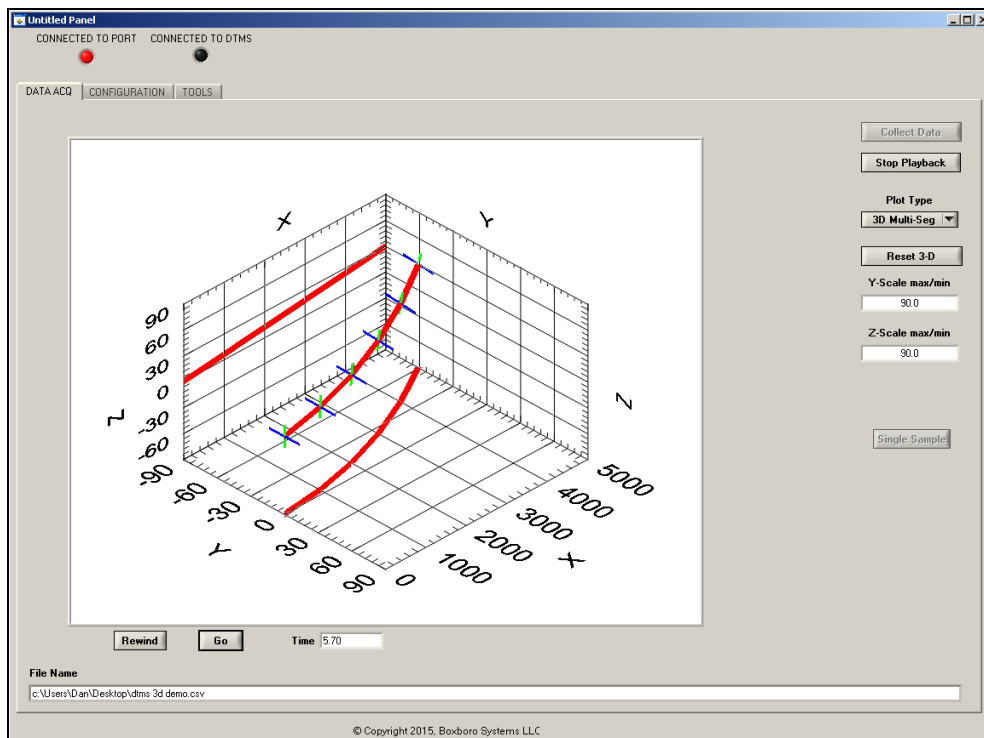 Untitled Panel
CONNECTED TO PORT CONNECTED TO DTMS
DATA ACQ CONFIGURATION TOOLS
Collect Data
Stop Playback
Plot Type
3D Multi-Seg
Reset 3-D
Y-Scale max/min
90.0
Z-Scale max/min
90.0
Single Sample
X Y
90
60
30
0
-30
-60
Z
Z
-90 -60 -30 0 30 60 90
Y
0 1000 2000 3000 4000 5000
X
Rewind Go Time 5.70
File Name
c:\Users\Dan\Desktop\dtms 3d demo.csv
© Copyright 2015, Boxboro Systems LLC